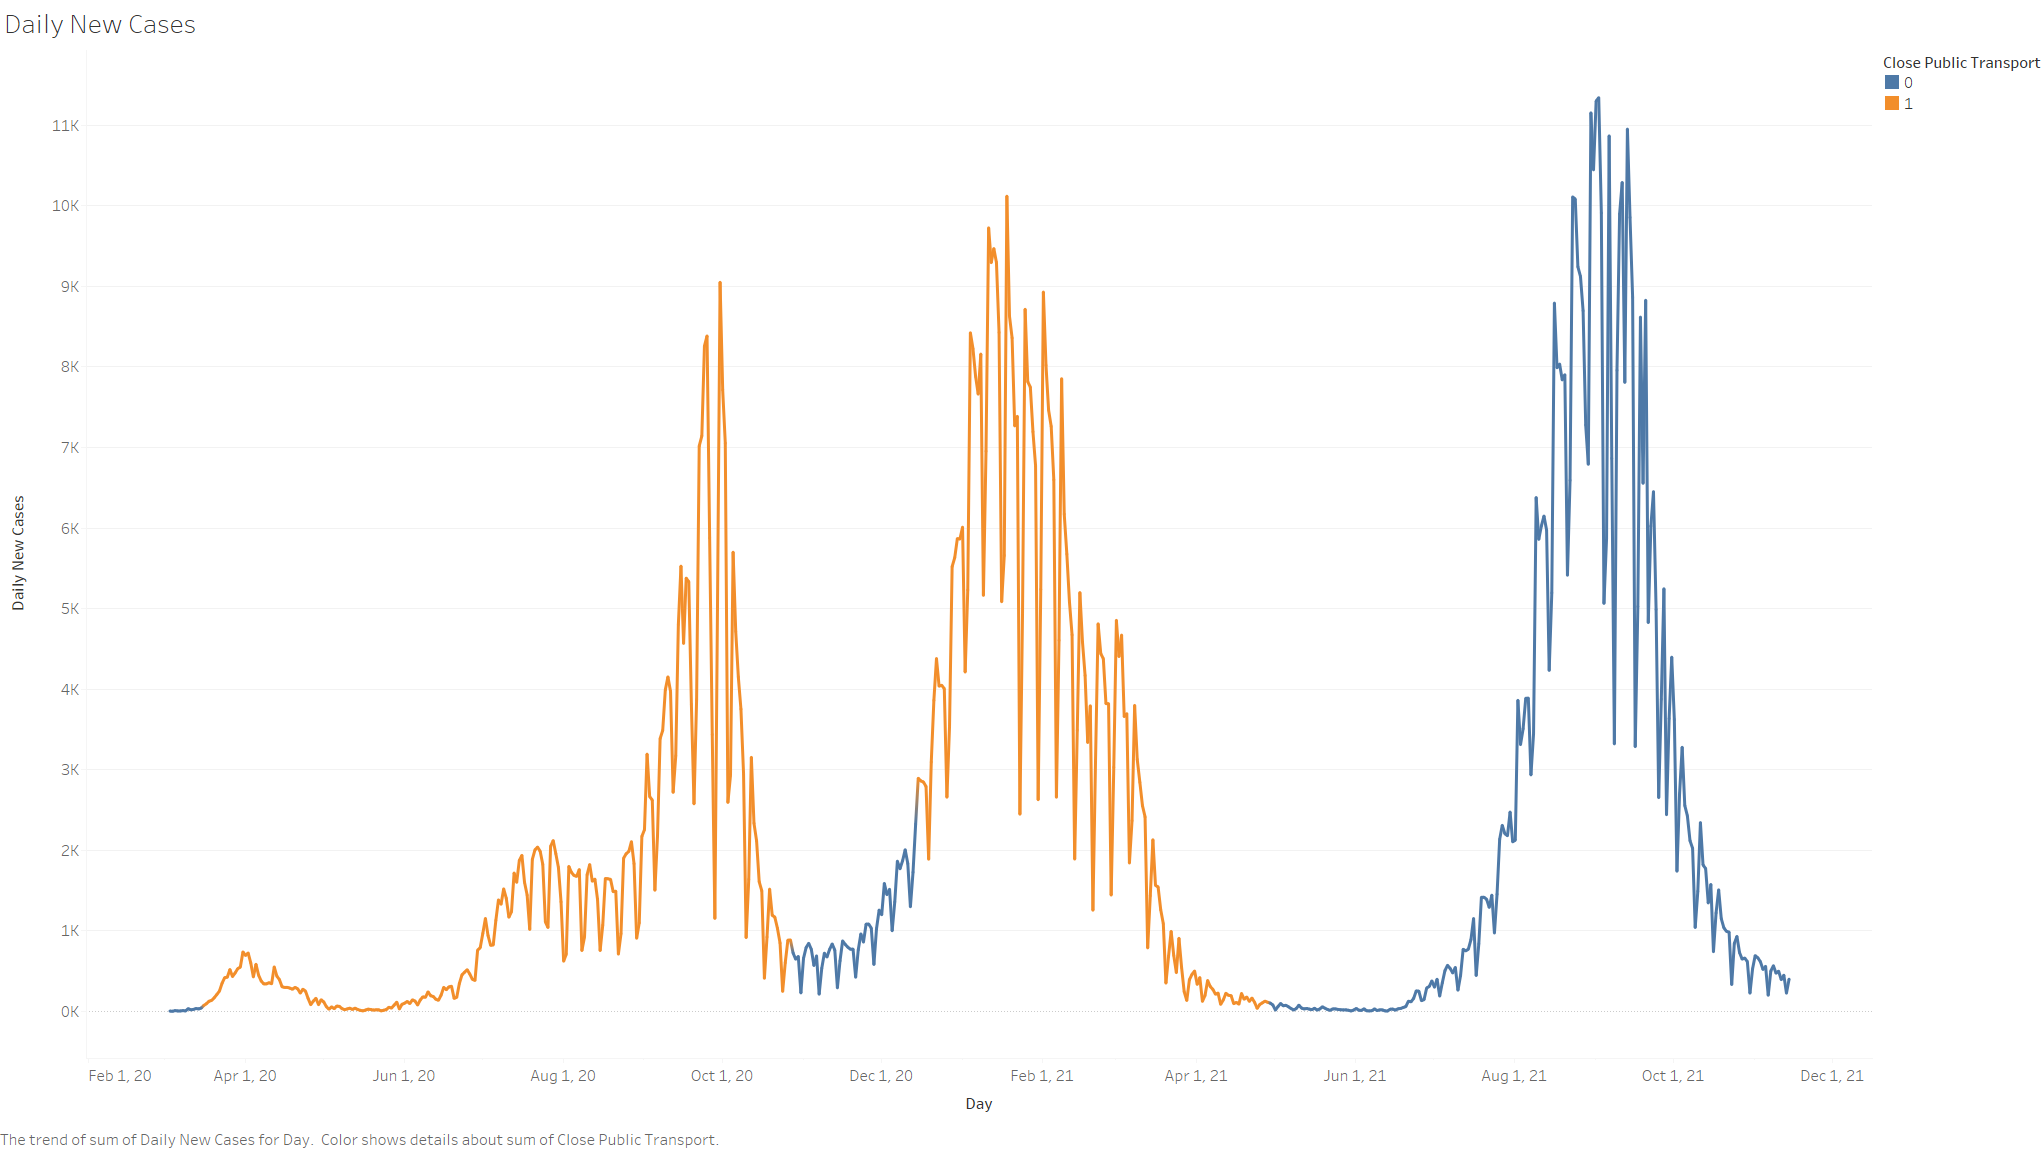 Daily New Cases
Close Public Transport
0
1
11K
10K
9K
8K
7K
6K
5K
4K
3K
2K
1K
0K
Daily New Cases
Feb 1, 20 Apr 1, 20 Jun 1, 20 Aug 1, 20 Oct 1, 20 Dec 1, 20 Feb 1, 21 Apr 1, 21 Jun 1, 21 Aug 1, 21 Oct 1, 21 Dec 1, 21
Day
The trend of sum of Daily New Cases for Day.  Color shows details about sum of Close Public Transport.